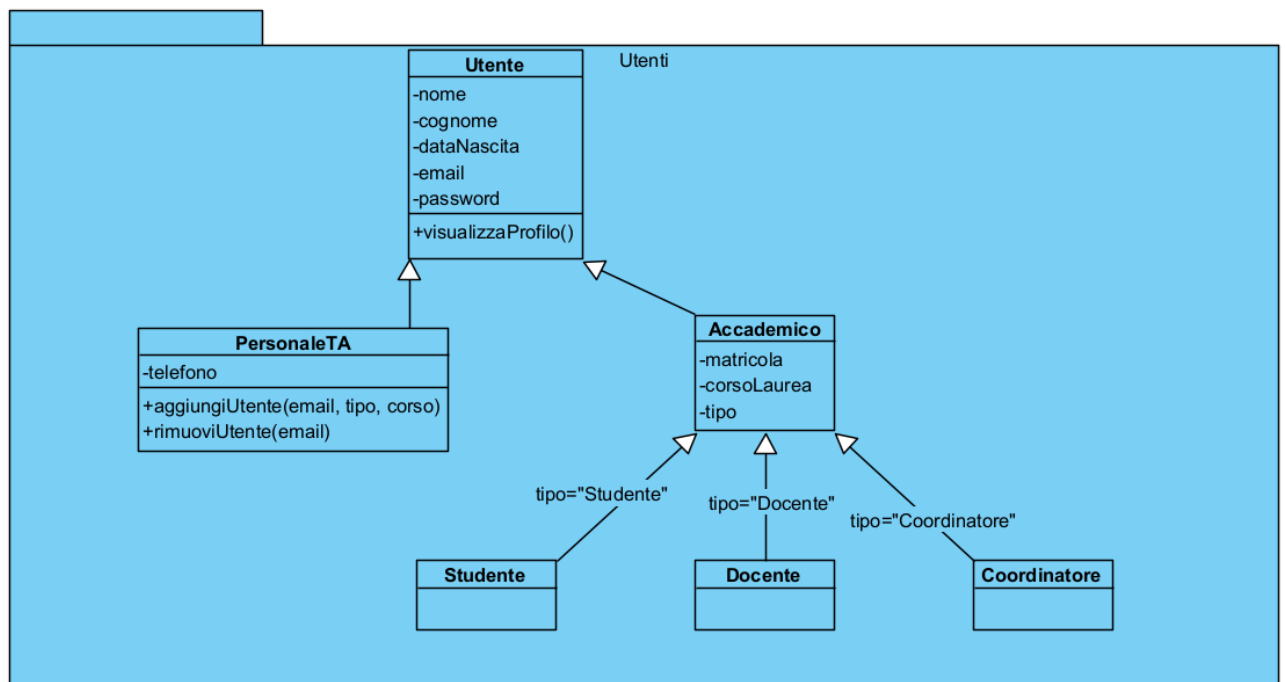 Utenti
Utente
-nome
-cognome
-dataNascita
-email
-password
+visualizzaProfilo()
PersonaleTA
-telefono
+aggiungiUtente(email, tipo, corso)
+rimuoviUtente(email)
Accademico
-matricola
-corsoLaurea
-tipo
tipo="Studente"
tipo="Docente"
tipo="Coordinatore"
Studente
Docente
Coordinatore